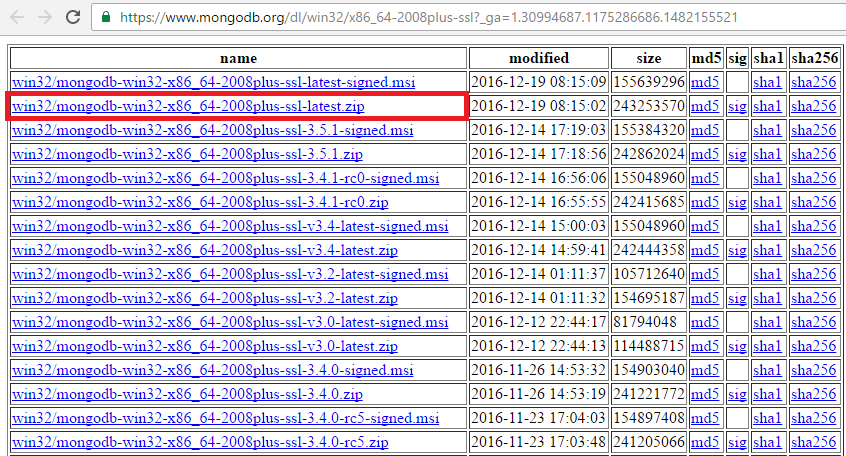 https://www.mongodb.org/dl/win32/x86_64-2008plus-ssl?_ga=1.30994687.1175286686.1482155521
name modified size md5 sig sha1 sha256
win32/mongodb-win32-x86_64-2008plus-ssl-latest-signed.msi 2016-12-19 08:15:09 155639296 md5 sha1 sha256
win32/mongodb-win32-x86_64-2008plus-ssl-latest.zip 2016-12-19 08:15:02 243253570 md5 sig sha1 sha256
win32/mongodb-win32-x86_64-2008plus-ssl-3.5.1-signed.msi 2016-12-14 17:19:03 155384320 md5 sha1 sha256
win32/mongodb-win32-x86_64-2008plus-ssl-3.5.1.zip 2016-12-14 17:18:56 242862024 md5 sig sha1 sha256
win32/mongodb-win32-x86_64-2008plus-ssl-3.4.1-rc0-signed.msi 2016-12-14 16:56:06 155048960 md5 sha1 sha256
win32/mongodb-win32-x86_64-2008plus-ssl-3.4.1-rc0.zip 2016-12-14 16:55:55 242415685 md5 sig sha1 sha256
win32/mongodb-win32-x86_64-2008plus-ssl-v3.4-latest-signed.msi 2016-12-14 15:00:03 155048960 md5 sha1 sha256
win32/mongodb-win32-x86_64-2008plus-ssl-v3.4-latest.zip 2016-12-14 14:59:41 242444358 md5 sig sha1 sha256
win32/mongodb-win32-x86_64-2008plus-ssl-v3.2-latest-signed.msi 2016-12-14 01:11:37 105712640 md5 sha1 sha256
win32/mongodb-win32-x86_64-2008plus-ssl-v3.2-latest.zip 2016-12-14 01:11:32 154695187 md5 sig sha1 sha256
win32/mongodb-win32-x86_64-2008plus-ssl-v3.0-latest-signed.msi 2016-12-12 22:44:17 81794048 md5 sha1 sha256
win32/mongodb-win32-x86_64-2008plus-ssl-v3.0-latest.zip 2016-12-12 22:44:13 114488715 md5 sig sha1 sha256
win32/mongodb-win32-x86_64-2008plus-ssl-3.4.0-signed.msi 2016-11-26 14:53:32 154903040 md5 sha1 sha256
win32/mongodb-win32-x86_64-2008plus-ssl-3.4.0.zip 2016-11-26 14:53:19 241221772 md5 sig sha1 sha256
win32/mongodb-win32-x86_64-2008plus-ssl-3.4.0-rc5-signed.msi 2016-11-23 17:04:03 154897408 md5 sha1 sha256
win32/mongodb-win32-x86_64-2008plus-ssl-3.4.0-rc5.zip 2016-11-23 17:03:48 241205066 md5 sig sha1 sha256